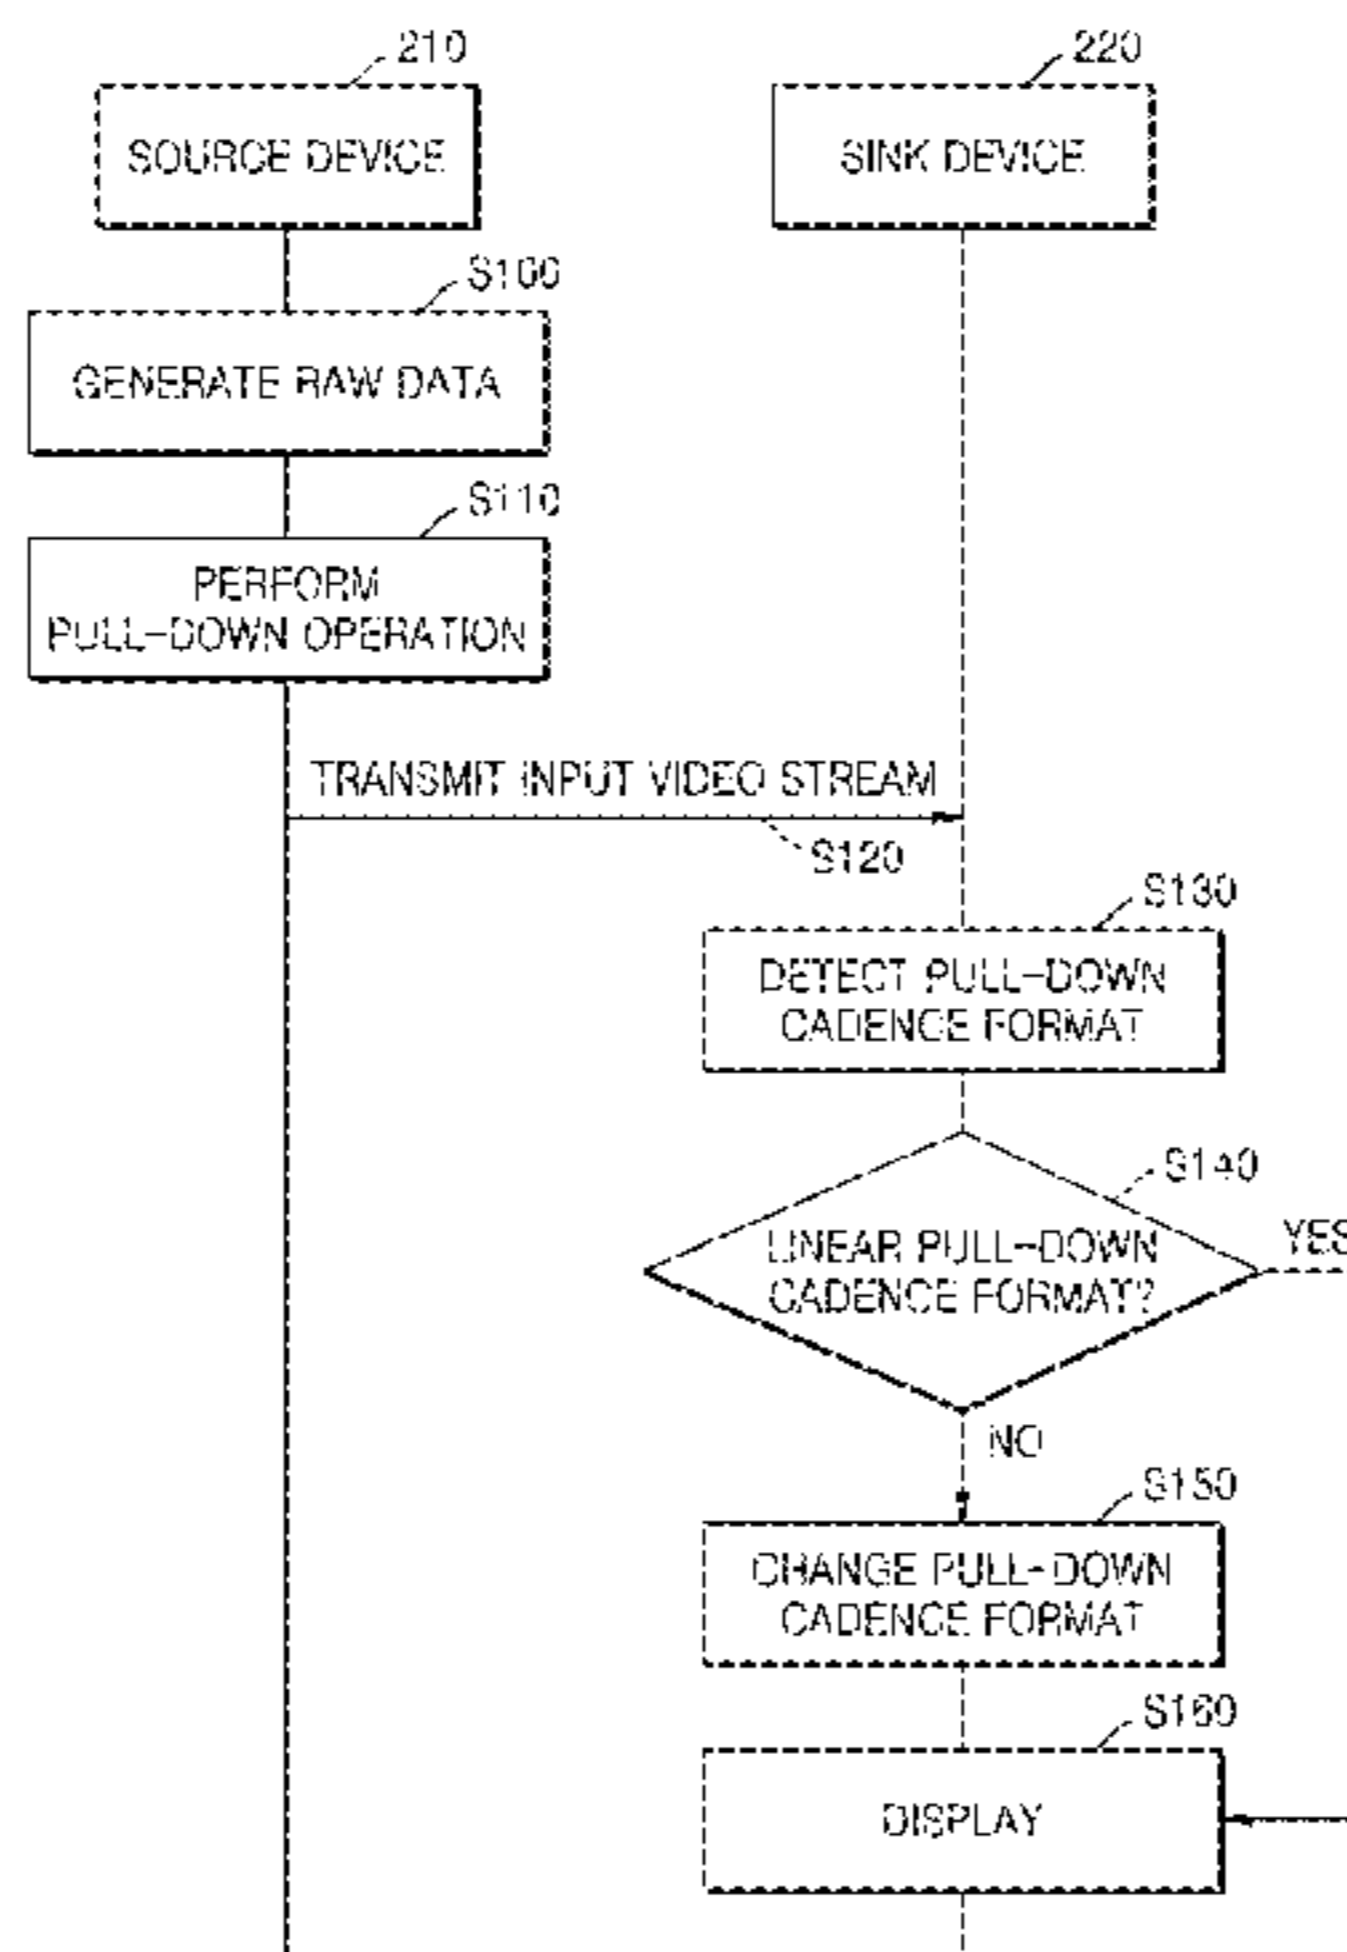 210
220
SOURCE DEVICE
SINK DEVICE
S100
GENERATE RAW DATA
S110
PERFORM
PULL-DOWN OPERATION
TRANSMIT INPUT VIDEO STREAM
S120
S130
DETECT PULL-DOWN
CADENCE FORMAT
S140
LINEAR PULL-DOWN
CADENCE FORMAT?
YES
NO
S150
CHANGE PULL-DOWN
CADENCE FORMAT
S160
DISPLAY